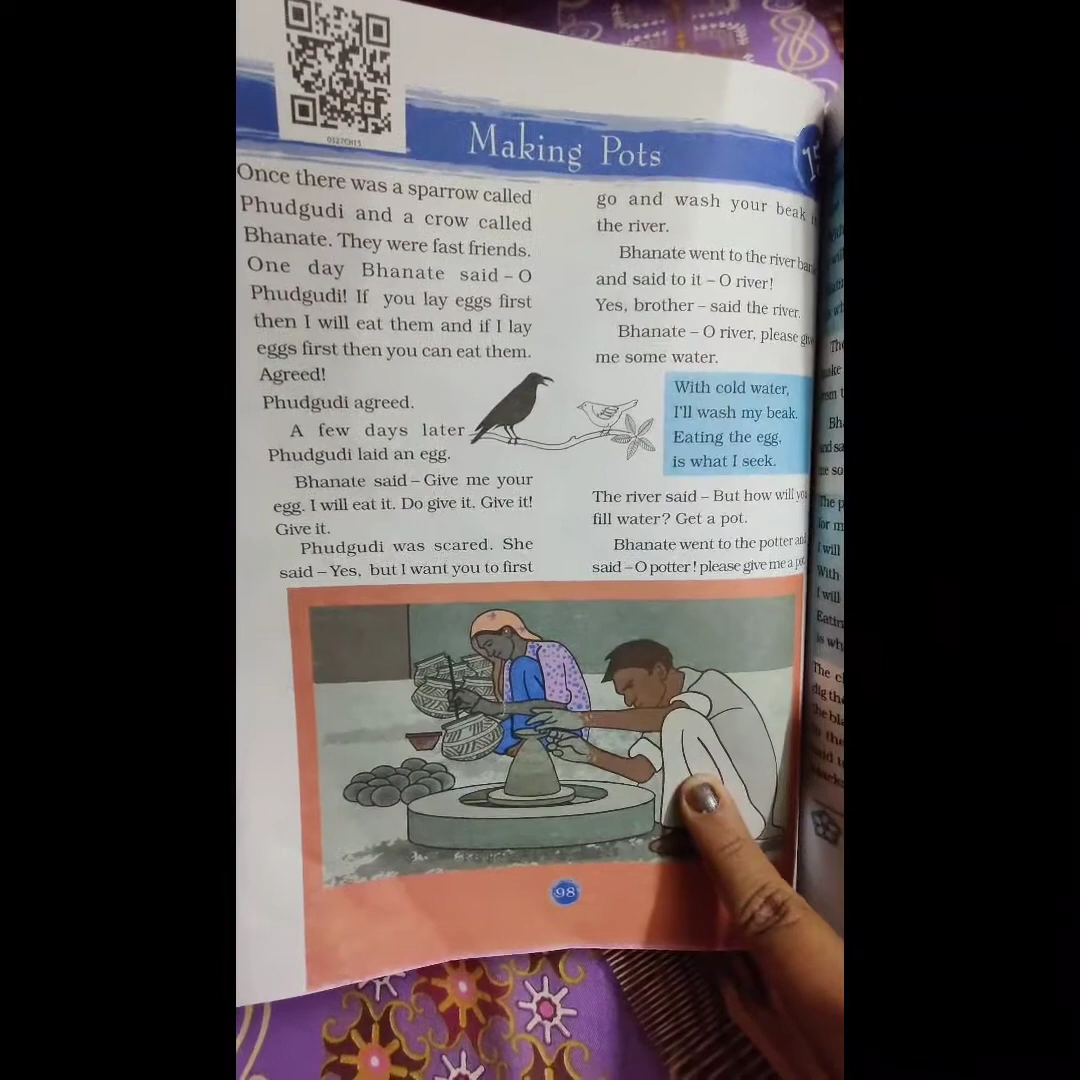 0327CH15
Making Pots
Once there was a sparrow called
Phudgudi and a crow called
Bhanate. They were fast friends.
One day Bhanate said – O
Phudgudi! If you lay eggs first
then I will eat them and if I lay
eggs first then you can eat them.
Agreed!
Phudgudi agreed.
A few days later
Phudgudi laid an egg.
Bhanate said – Give me your
egg. I will eat it. Do give it. Give it!
Give it.
Phudgudi was scared. She
said – Yes, but I want you to first
go and wash your beak
the river.
Bhanate went to the river
and said to it – O river!
Yes, brother – said the river.
Bhanate – O river, please
me some water.
With cold water,
I'll wash my beak.
Eating the egg,
is what I seek.
The river said – But how will
fill water? Get a pot.
Bhanate went to the potter
said – O potter! please give me a
98